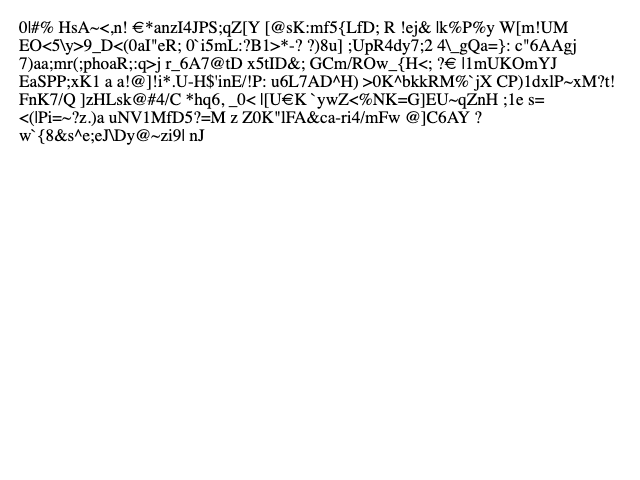 0|#% HsA~<,n! €*anzI4JPS;qZ[Y [@sK:mf5{LfD; R !ej& |k%P%y W[m!UM
EO<5\y>9_D<(0aI"eR; 0`i5mL:?B1>*-? ?)8u] ;UpR4dy7;2 4\_gQa=}: c"6AAgj
7)aa;mr(;phoaR;:q>j r_6A7@tD x5tID&; GCm/ROw_{H<; ?€ |1mUKOmYJ
EaSPP;xK1 a a!@]!i*.U-H$'inE/!P: u6L7AD^H) >0K^bkkRM%`jX CP)1dxlP~xM?t!
FnK7/Q ]zHLsk@#4/C *hq6, _0< |[U€K `ywZ<%NK=G]EU~qZnH ;1e s=
<(|Pi=~?z.)a uNV1MfD5?=M z Z0K"lFA&ca-ri4/mFw @]C6AY ?
w`{8&s^e;eJ\Dy@~zi9| nJ